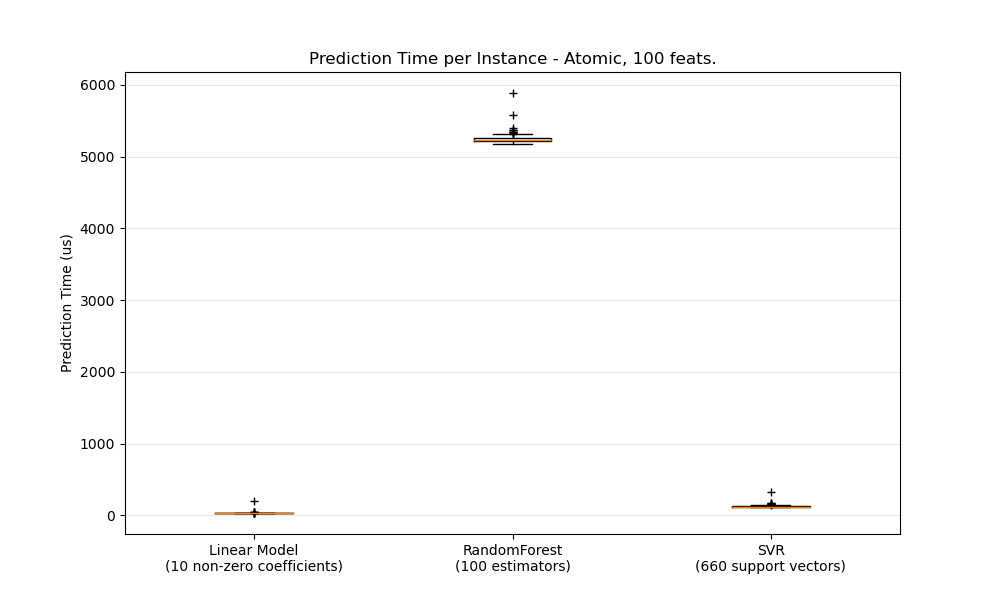 Prediction Time per Instance - Atomic, 100 feats.
Prediction Time (us)
6000
5000
4000
3000
2000
1000
0
Linear Model
(10 non-zero coefficients)
RandomForest
(100 estimators)
SVR
(660 support vectors)